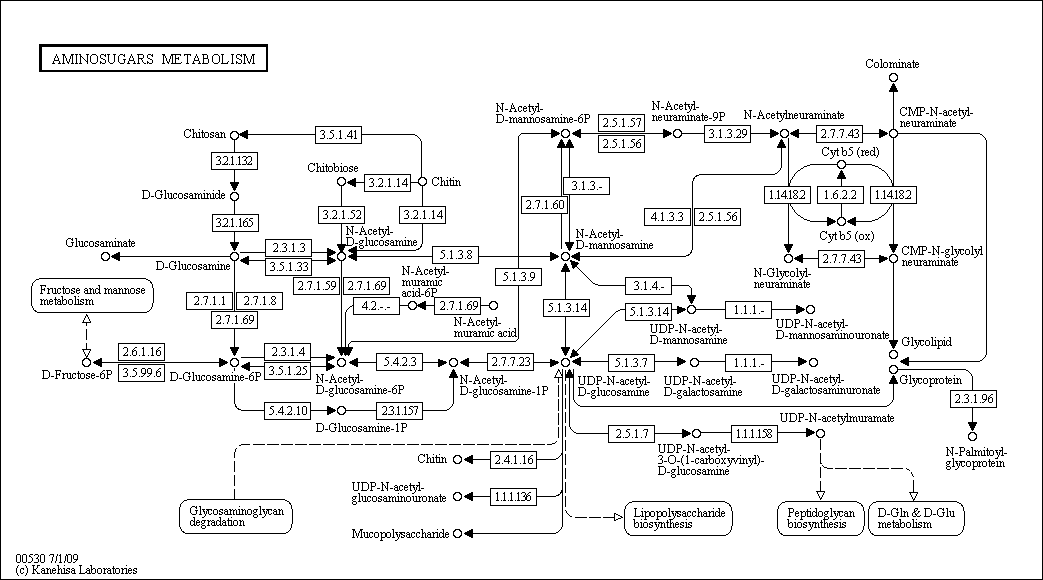 AMINOSUGARS METABOLISM
Colominate
N-Acetyl-
D-mannosamine-6P
N-Acetyl-
neuraminate-9P
N-Acetylneuraminate
CMP-N-acetyl-
neuraminate
Chitosan
3.5.1.41
2.5.1.57
2.5.1.56
3.1.3.29
2.7.7.43
3.2.1.132
Chitobiose
3.2.1.14
Chitin
Cyt b5 (red)
3.1.3.-
D-Glucosaminide
1.14.18.2
1.6.2.2
1.14.18.2
2.7.1.60
3.2.1.165
3.2.1.52
3.2.1.14
4.1.3.3
2.5.1.56
Cyt b5 (ox)
Glucosaminate
N-Acetyl-
D-glucosamine
N-Acetyl-
D-mannosamine
2.3.1.3
3.5.1.33
5.1.3.8
D-Glucosamine
2.7.7.43
CMP-N-glycolyl
neuraminate
N-Glycolyl-
neuraminate
5.1.3.9
N-Acetyl-
muramic
acid-6P
2.7.1.59
2.7.1.69
3.1.4.-
Fructose and mannose
metabolism
2.7.1.1
2.7.1.8
2.7.1.69
4.2.-.-
2.7.1.69
N-Acetyl-
muramic acid
5.1.3.14
5.1.3.14
1.1.1.-
UDP-N-acetyl-
D-mannosamine
UDP-N-acetyl-
D-mannosaminouronate
Glycolipid
2.6.1.16
3.5.99.6
2.3.1.4
3.5.1.25
5.4.2.3
2.7.7.23
5.1.3.7
1.1.1.-
D-Fructose-6P
D-Glucosamine-6P
N-Acetyl-
D-glucosamine-6P
N-Acetyl-
D-glucosamine-1P
UDP-N-acetyl-
D-glucosamine
UDP-N-acetyl-
D-galactosamine
UDP-N-acetyl-
D-galactosaminuronate
Glycoprotein
2.3.1.96
5.4.2.10
2.3.1.157
D-Glucosamine-1P
UDP-N-acetylmuramate
2.5.1.7
1.1.1.158
N-Palmitoyl-
glycoprotein
UDP-N-acetyl-
3-O-(1-carboxyvinyl)-
D-glucosamine
Chitin
2.4.1.16
UDP-N-acetyl-
glucosaminouronate
1.1.1.136
Glycosaminoglycan
degradation
Lipopolysaccharide
biosynthesis
Peptidoglycan
biosynthesis
D-Gln & D-Glu
metabolism
Mucopolysaccharide
00530 7/1/09
(c) Kanehisa Laboratories